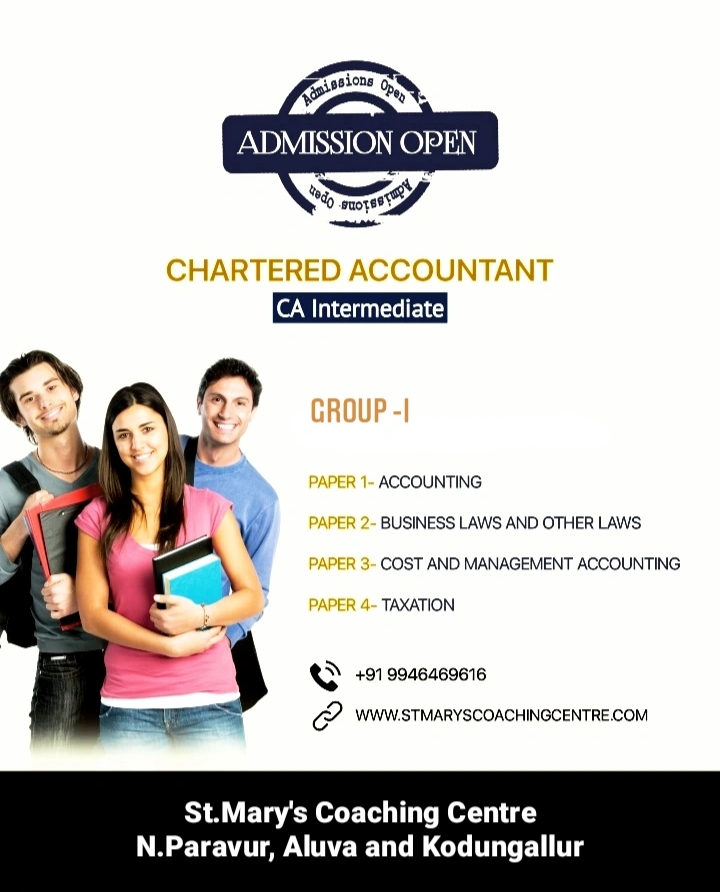 Admissions Open
ADMISSION OPEN
Admissions Open
CHARTERED ACCOUNTANT
CA Intermediate
GROUP -I
PAPER 1- ACCOUNTING
PAPER 2- BUSINESS LAWS AND OTHER LAWS
PAPER 3- COST AND MANAGEMENT ACCOUNTING
PAPER 4- TAXATION
+91 9946469616
WWW.STMARYSCOACHINGCENTRE.COM
St.Mary's Coaching Centre
N.Paravur, Aluva and Kodungallur